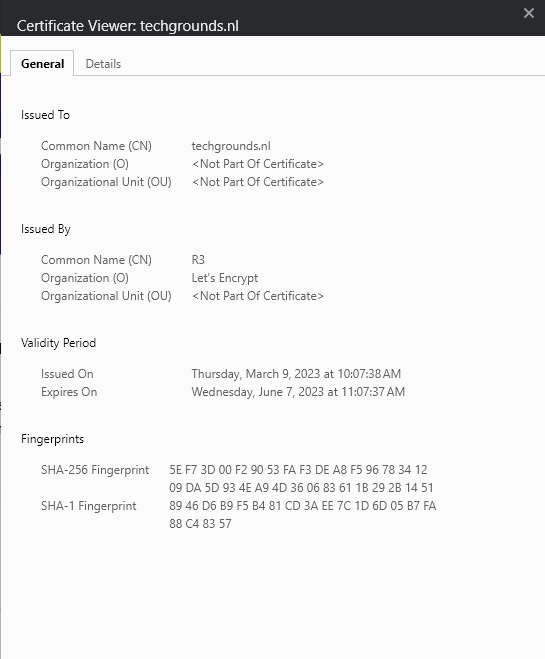 Certificate Viewer: techgrounds.nl
General Details
Issued To
Common Name (CN) techgrounds.nl
Organization (O) <Not Part Of Certificate>
Organizational Unit (OU) <Not Part Of Certificate>
Issued By
Common Name (CN) R3
Organization (O) Let's Encrypt
Organizational Unit (OU) <Not Part Of Certificate>
Validity Period
Issued On Thursday, March 9, 2023 at 10:07:38 AM
Expires On Wednesday, June 7, 2023 at 11:07:37 AM
Fingerprints
SHA-256 Fingerprint 5E F7 3D 00 F2 90 53 FA F3 DE A8 F5 96 78 34 12
09 DA 5D 93 4E A9 4D 36 06 83 61 1B 29 2B 14 51
SHA-1 Fingerprint 89 46 D6 B9 F5 B4 81 CD 3A EE 7C 1D 6D 05 B7 FA
88 C4 83 57